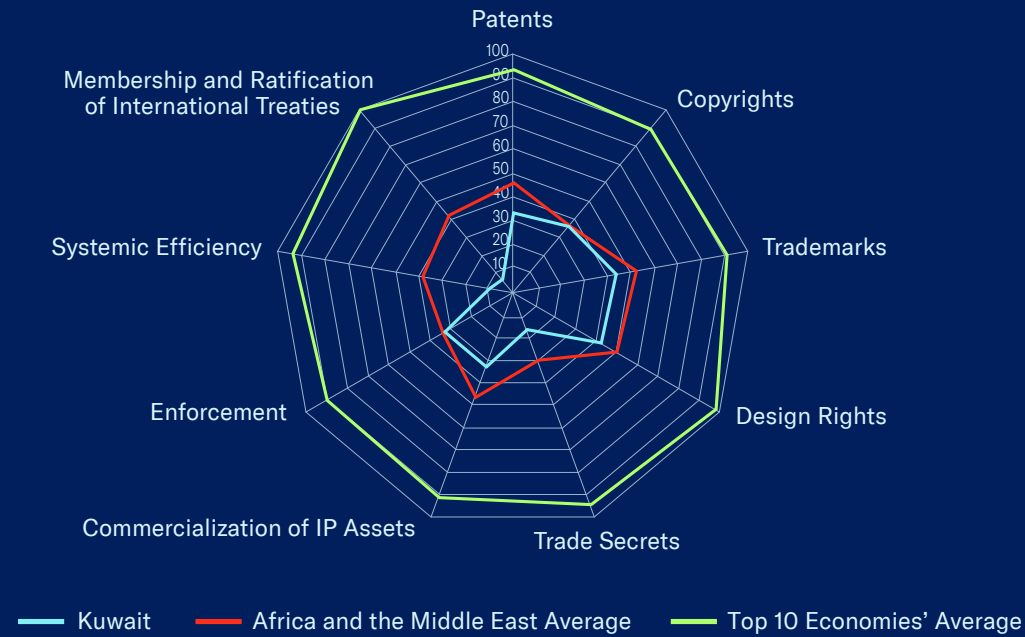 Patents
100
90
80
70
60
50
40
30
20
10
Membership and Ratification
of International Treaties
Copyrights
Systemic Efficiency
Trademarks
Enforcement
Design Rights
Commercialization of IP Assets
Trade Secrets
Kuwait
Africa and the Middle East Average
Top 10 Economies’ Average